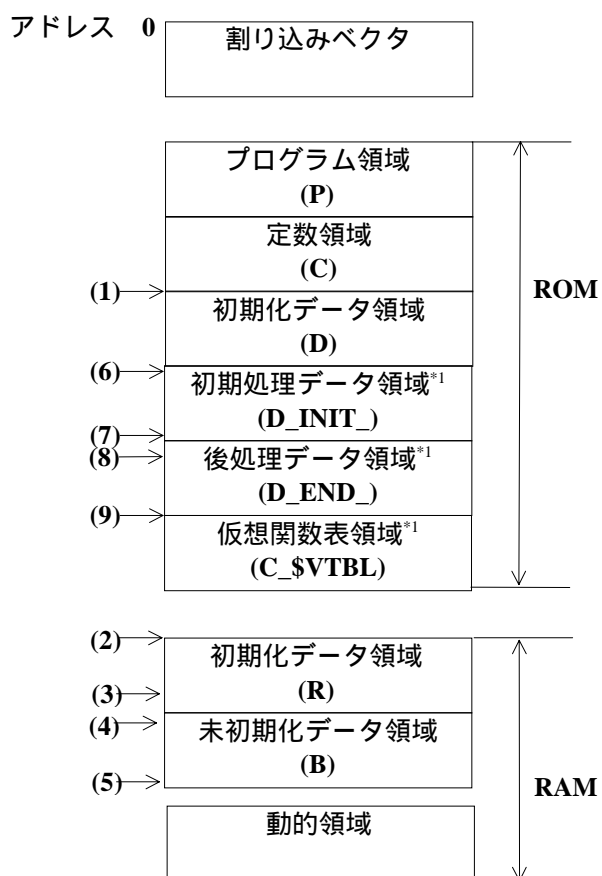 アドレス 0
割り込みベクタ
プログラム領域
(P)
定数領域
(C)
(1)
初期化データ領域
(D)
ROM
(6)
初期処理データ領域*1
(D_INIT_)
(7)
(8)
後処理データ領域*1
(D_END_)
(9)
仮想関数表領域*1
(C_$VTBL)
(2)
初期化データ領域
(R)
(3)
(4)
未初期化データ領域
(B)
(5)
RAM
動的領域